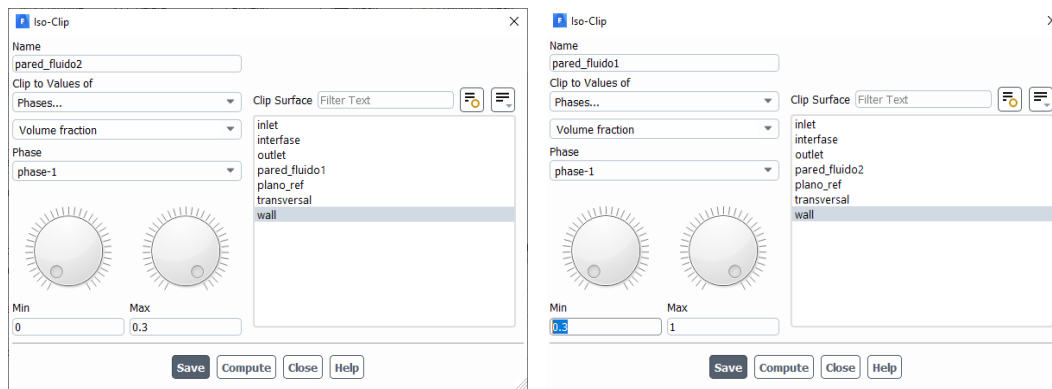 Iso-Clip
Name
pared_fluido2
Clip to Values of
Phases...
Volume fraction
Phase
phase-1
Min
0
Max
0.3
Clip Surface Filter Text
inlet
interfase
outlet
pared_fluido1
plano_ref
transversal
wall
Save Compute Close Help
Iso-Clip
Name
pared_fluido1
Clip to Values of
Phases...
Volume fraction
Phase
phase-1
Min
0.3
Max
1
Clip Surface Filter Text
inlet
interfase
outlet
pared_fluido2
plano_ref
transversal
wall
Save Compute Close Help